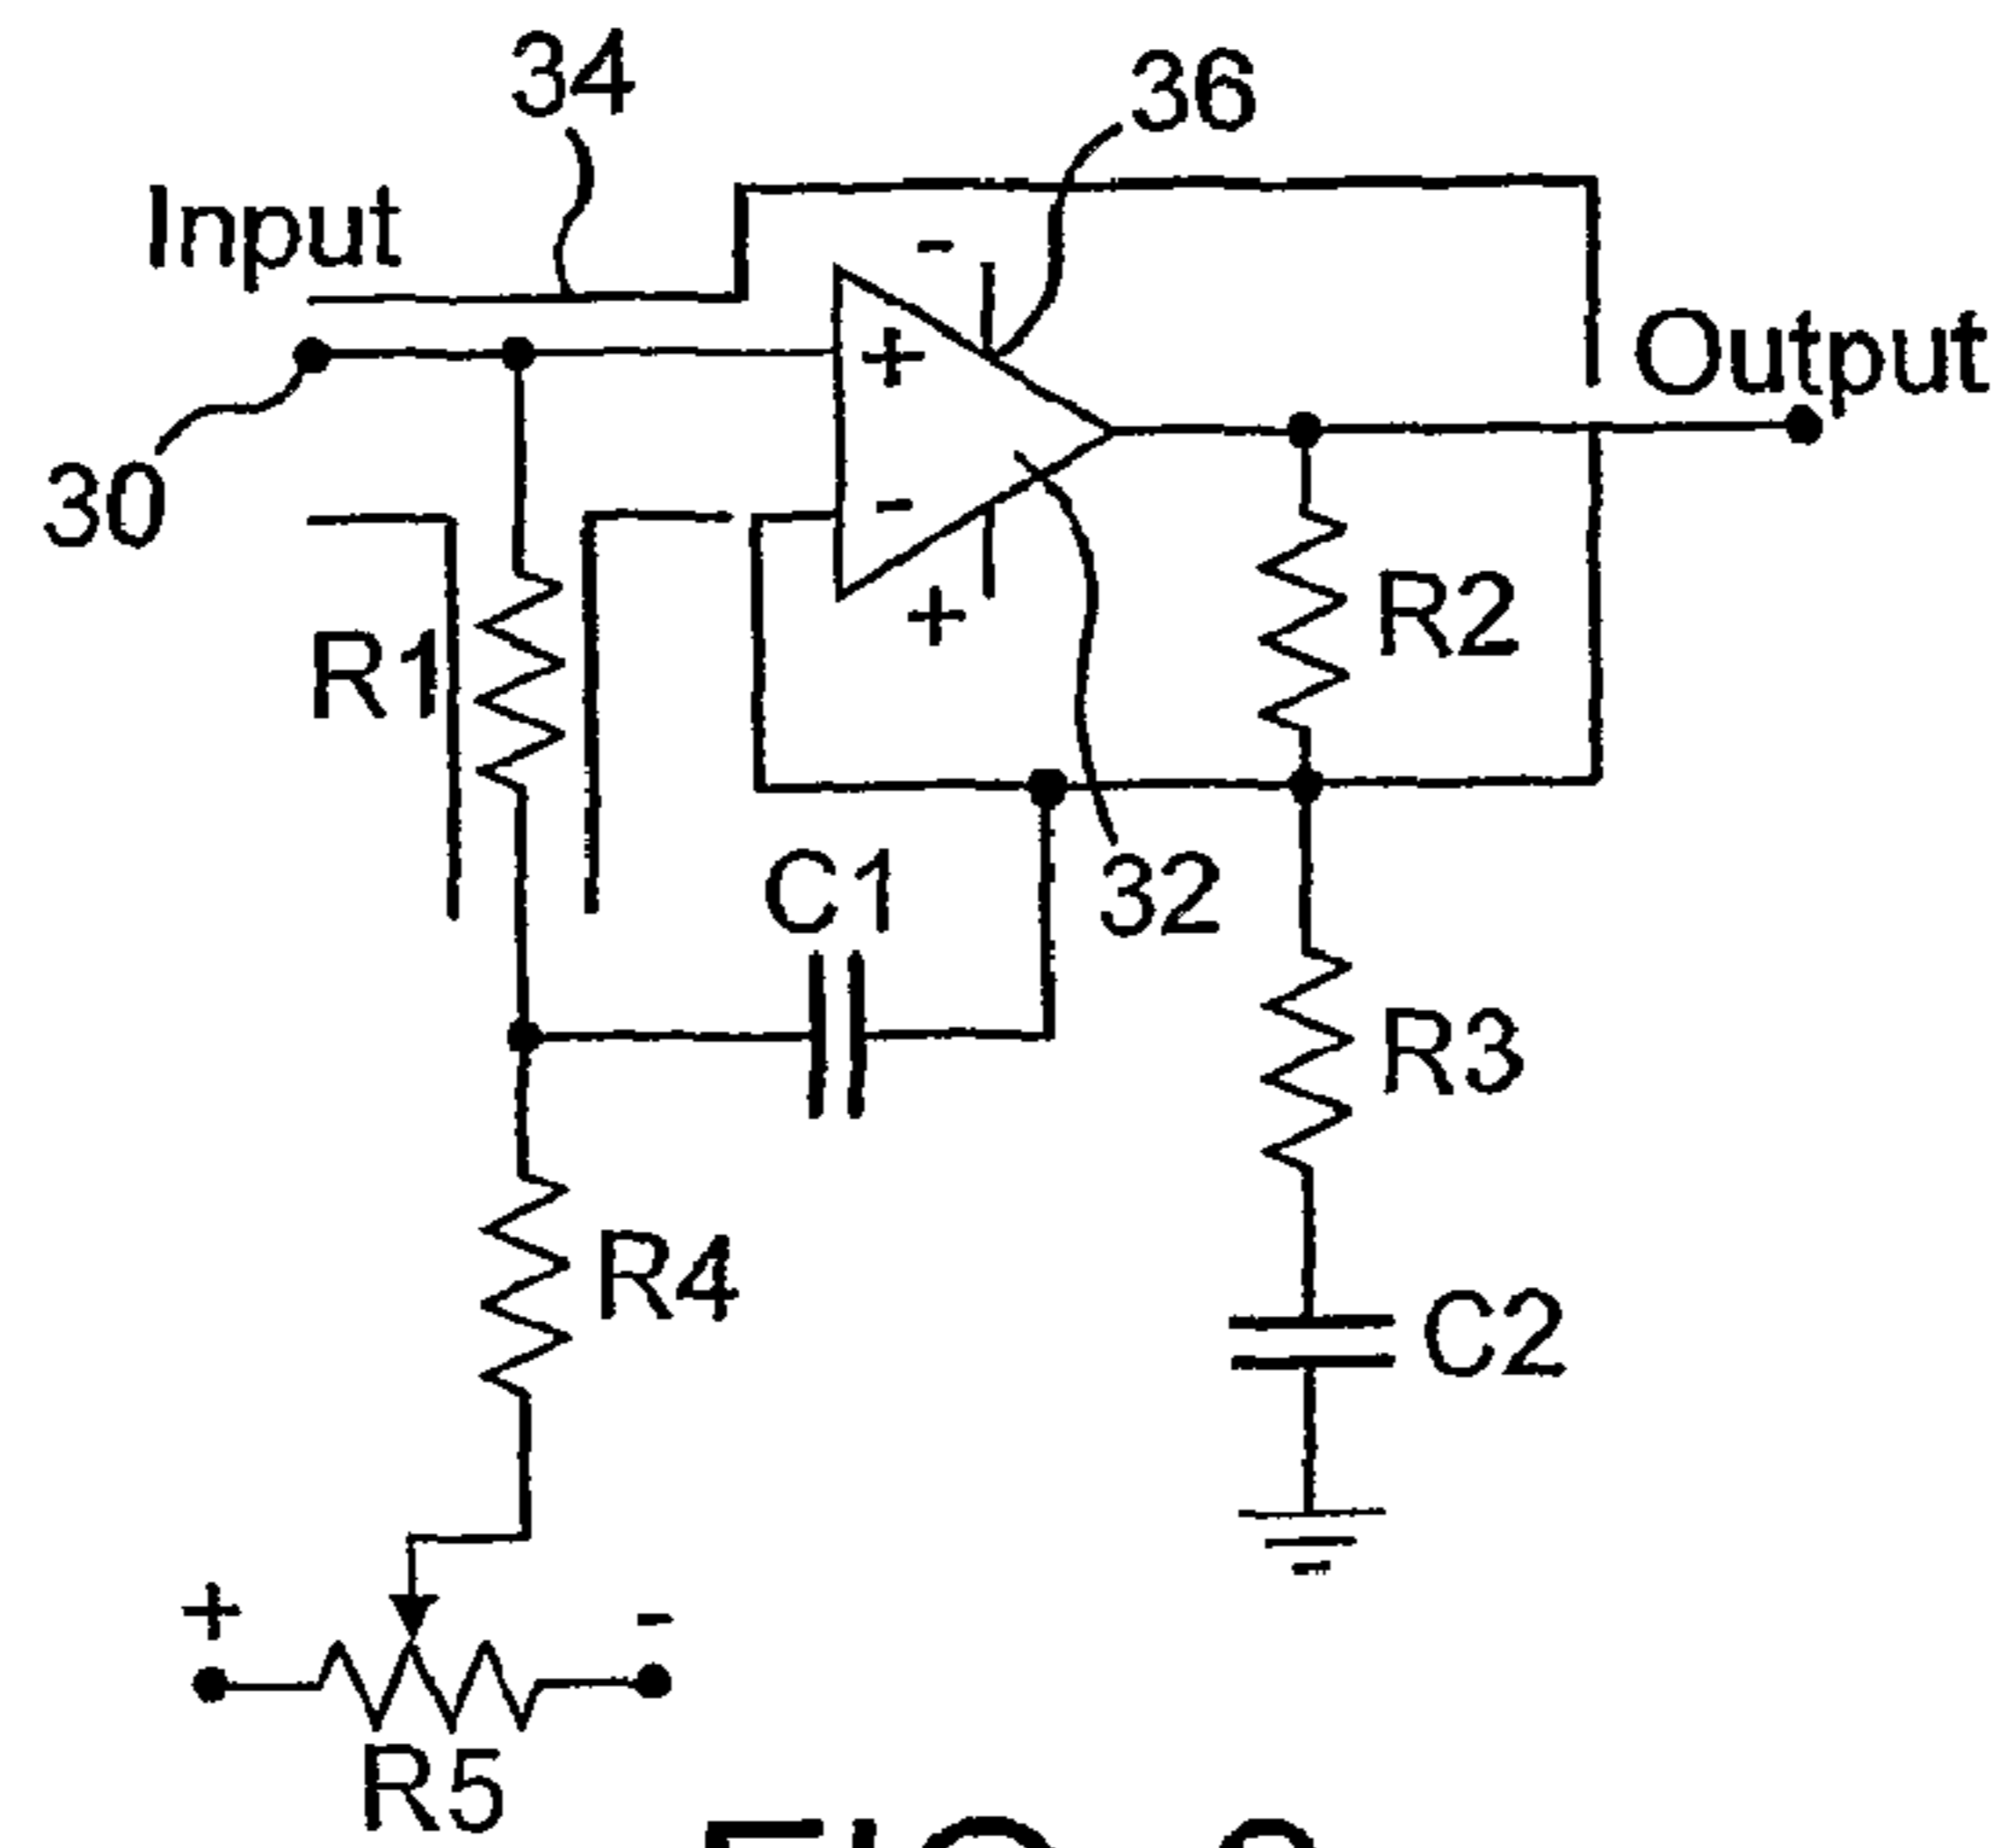 34
36
Input
-
+
Output
30
-
+
R1
R2
C1
32
R3
R4
C2
+
-
R5